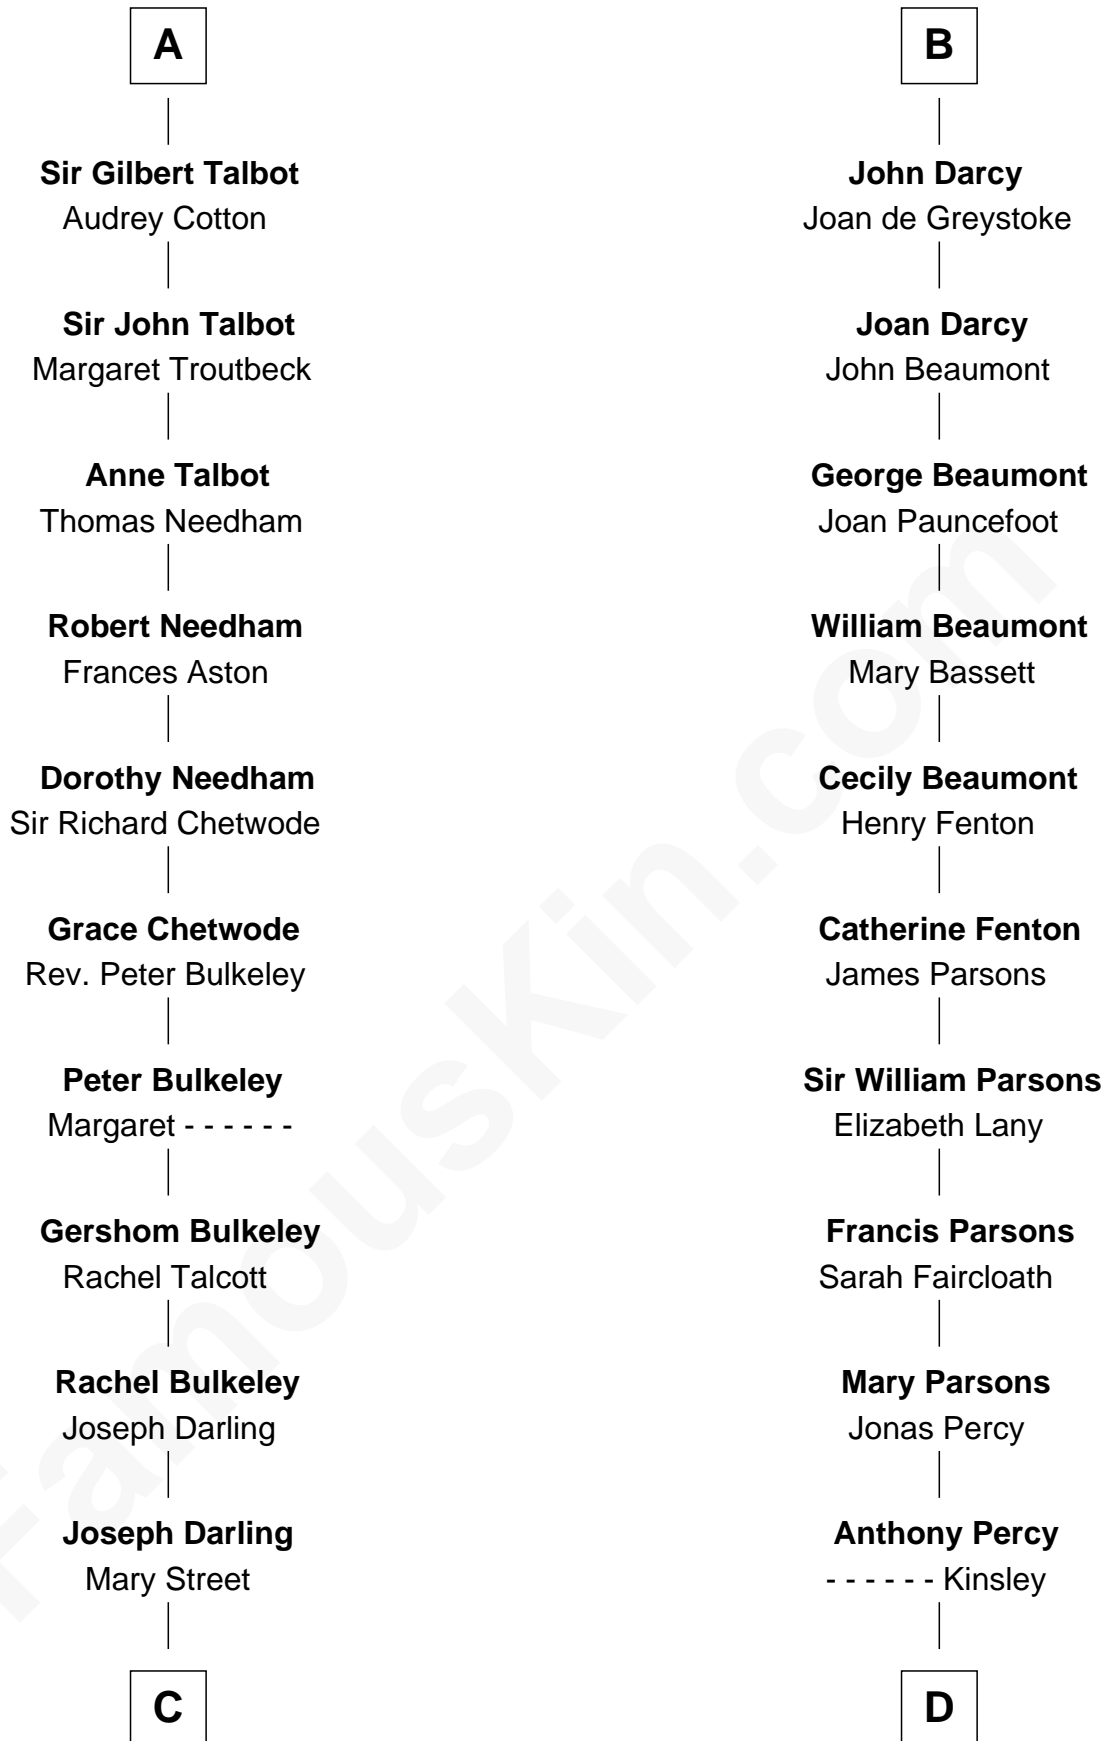 A
Sir Gilbert Talbot
Audrey Cotton
Sir John Talbot
Margaret Troutbeck
Anne Talbot
Thomas Needham
Robert Needham
Frances Aston
Dorothy Needham
Sir Richard Chetwode
Grace Chetwode
Rev. Peter Bulkeley
Peter Bulkeley
Margaret - - - - - -
Gershom Bulkeley
Rachel Talcott
Rachel Bulkeley
Joseph Darling
Joseph Darling
Mary Street
C
B
John Darcy
Joan de Greystoke
Joan Darcy
John Beaumont
George Beaumont
Joan Pauncefoot
William Beaumont
Mary Bassett
Cecily Beaumont
Henry Fenton
Catherine Fenton
James Parsons
Sir William Parsons
Elizabeth Lany
Francis Parsons
Sarah Faircloath
Mary Parsons
Jonas Percy
Anthony Percy
- - - - - - Kinsley
D
FamousKin.com